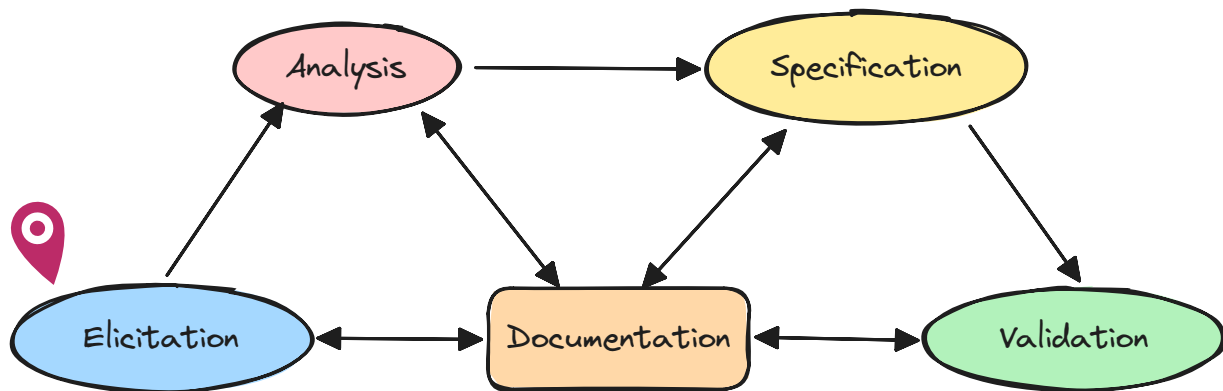 Analysis
Specification
Elicitation
Documentation
Validation